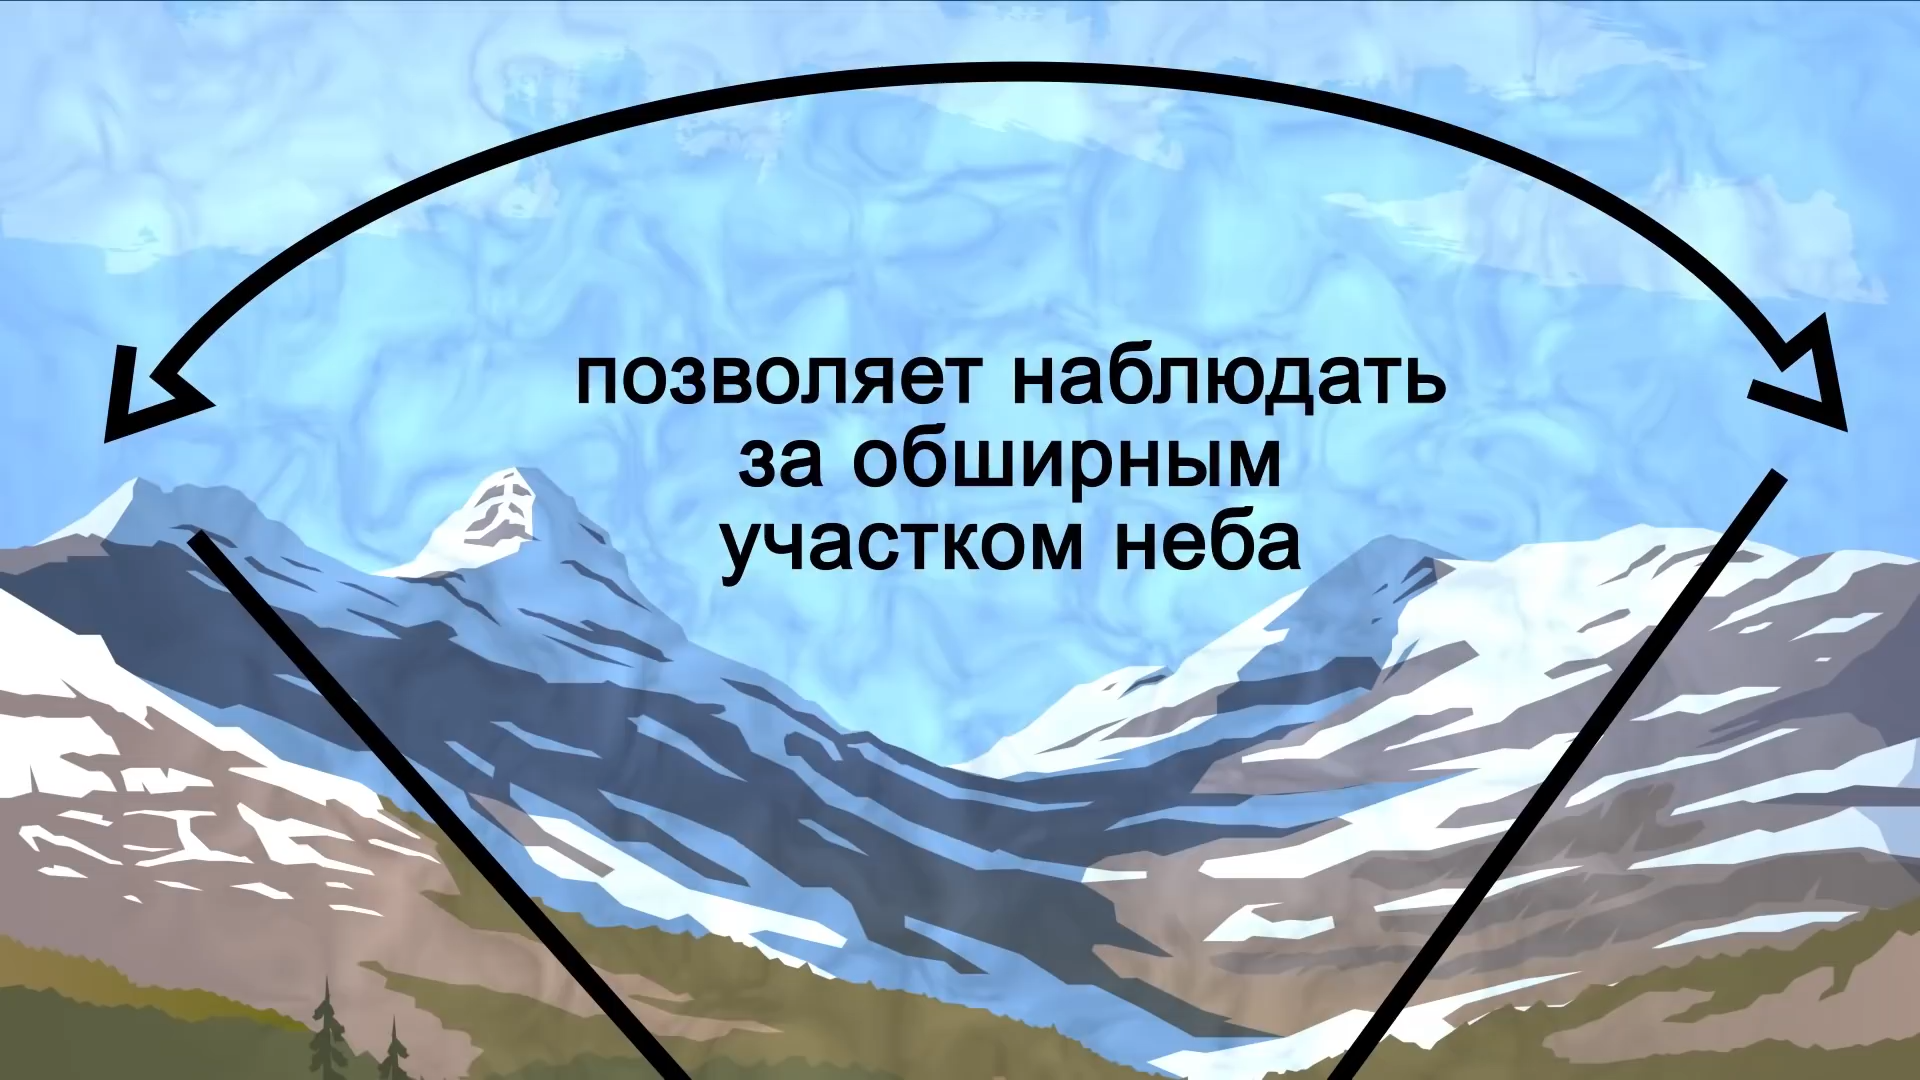 позволяет наблюдать
за обширным
участком неба